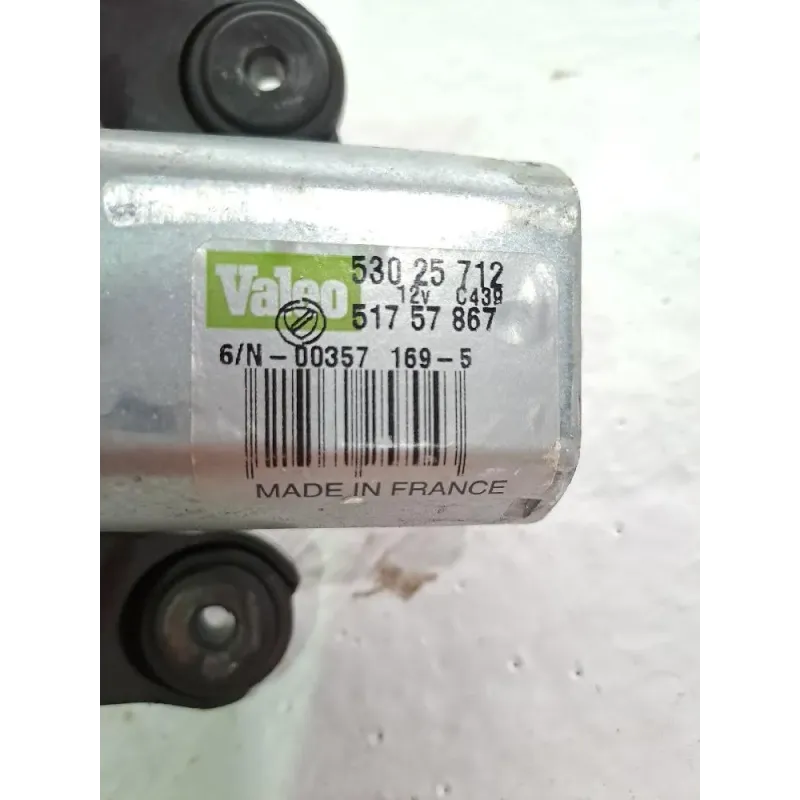 Valeo 530 25 712
12v C439
517 57 867
6/N-00357 169-5
MADE IN FRANCE